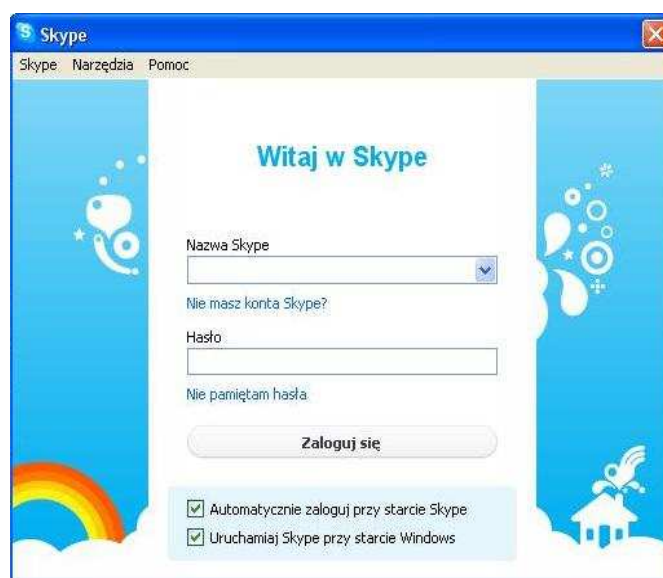 Skype
Skype Narzędzia Pomoc
Witaj w Skype
Nazwa Skype
Nie masz konta Skype?
Hasło
Nie pamiętam hasła
Zaloguj się
Automatycznie zaloguj przy starcie Skype
Uruchamiaj Skype przy starcie Windows